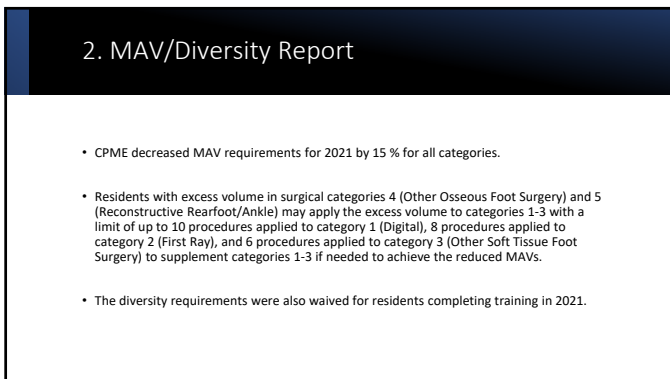 2. MAV/Diversity Report
• CPME decreased MAV requirements for 2021 by 15 % for all categories.
• Residents with excess volume in surgical categories 4 (Other Osseous Foot Surgery) and 5
(Reconstructive Rearfoot/Ankle) may apply the excess volume to categories 1-3 with a
limit of up to 10 procedures applied to category 1 (Digital), 8 procedures applied to
category 2 (First Ray), and 6 procedures applied to category 3 (Other Soft Tissue Foot
Surgery) to supplement categories 1-3 if needed to achieve the reduced MAVs.
• The diversity requirements were also waived for residents completing training in 2021.